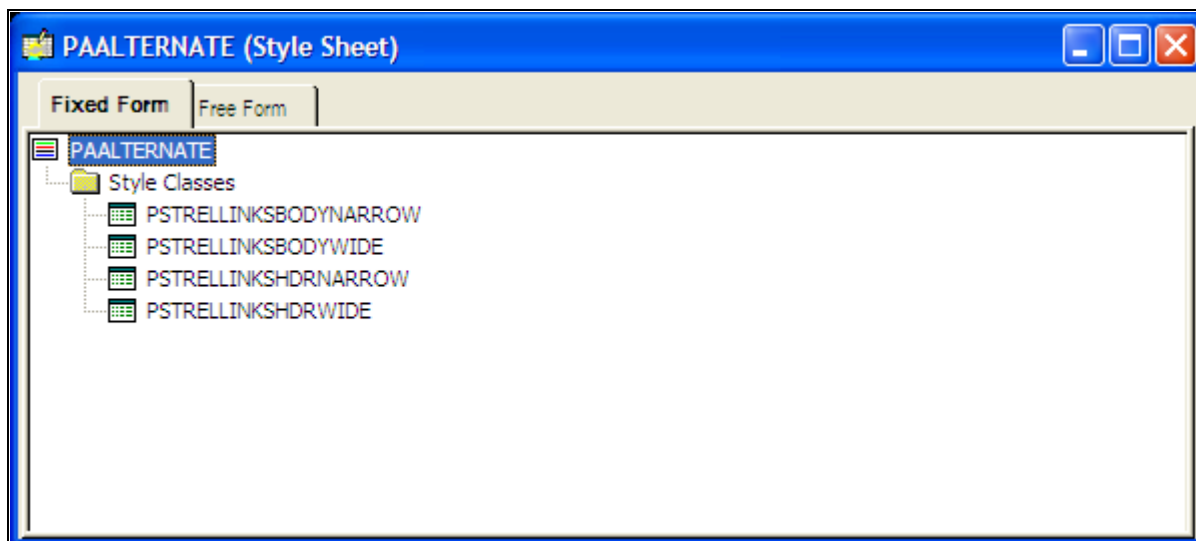 PAALTERNATE (Style Sheet)
Fixed Form Free Form
PAALTERNATE
Style Classes
PSTRELLINKSBODYNARROW
PSTRELLINKSBODYWIDE
PSTRELLINKSHDRNARROW
PSTRELLINKSHDRWIDE